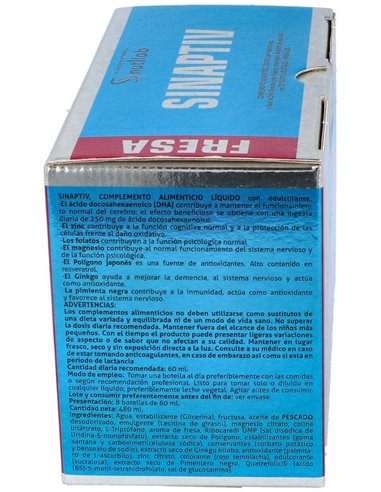 Snutilab
SINAPTIV
FRESA
SINAPTIV, COMPLEMENTO ALIMENTICIO LÍQUIDO con edulcorante.
-El ácido docosahexaenoico (DHA) contribuye a mantener el funcionamiento
normal del cerebro: el efecto beneficioso se obtiene con una ingesta
diaria de 250 mg de ácido docosahexaenoico.
-El zinc contribuye a la función cognitiva normal y a la protección de las
células frente al daño oxidativo.
-Los folatos contribuyen a la función psicológica normal
-El magnesio contribuye al normal funcionamiento del sistema nervioso y
de la función psicológica.
-El Polígono japonés es una fuente de antioxidantes. Alto contenido
en resveratrol.
-El Ginkgo ayuda a mejorar la demencia, al sistema nervioso y actúa
como antioxidante.
-La pimienta negra contribuye a la inmunidad, actúa como antioxidante
y favorece al sistema nervioso.
ADVERTENCIAS:
Los complementos alimenticios no deben utilizarse como sustitutos de
una dieta variada y equilibrada ni de un modo de vida sano. No superar
la dosis diaria recomendada. Mantener fuera del alcance de los niños más
pequeños. Con el tiempo el producto puede presentar ligeras variaciones
de aspecto o de sabor que no afectan a su calidad. Mantener en lugar
fresco, seco y sin exposición directa a la luz. Consulte a su médico en caso
de estar tomando anticoagulantes, en caso de embarazo así como si está en
periodo de lactancia
Cantidad diaria recomendada: 60 ml.
Modo de empleo: Tomar una botella al día preferiblemente con las comidas
o según recomendación profesional. Listo para tomar solo o diluido en
cualquier líquido, preferiblemente leche vegetal. Agitar antes de consumir.
Lote y consumir preferentemente antes del fin de: ver envase.
Presentación: 8 botellas de 60 ml.
Cantidad neta: 480 ml.
Ingredientes: Agua, estabilizante (Glicerina), fructosa, aceite de PESCADO
desodorizado, emulgente (Lecitina de girasol), magnesio citrato, colina
bitartrato, L-Triptófano, aroma de fresa, Ribocare® UMP (sal disódica de
Uridina-5-monofosfato), extracto seco de Polígono, estabilizantes (goma
xantana y carboximetilcelulosa sódica), conservantes (sorbato potásico
y benzoato de sodio), extracto seco de Ginkgo biloba, antioxidante (palmita-
to de L-ascorbilo), zinc citrato, colorante (rojo remolacha), edulcorante
(sucralosa), extracto seco de Pimentero negro, Quatrefolic® (ácido
(6S)-5-metil-tetrahidrofolato, sal de glucosamina).